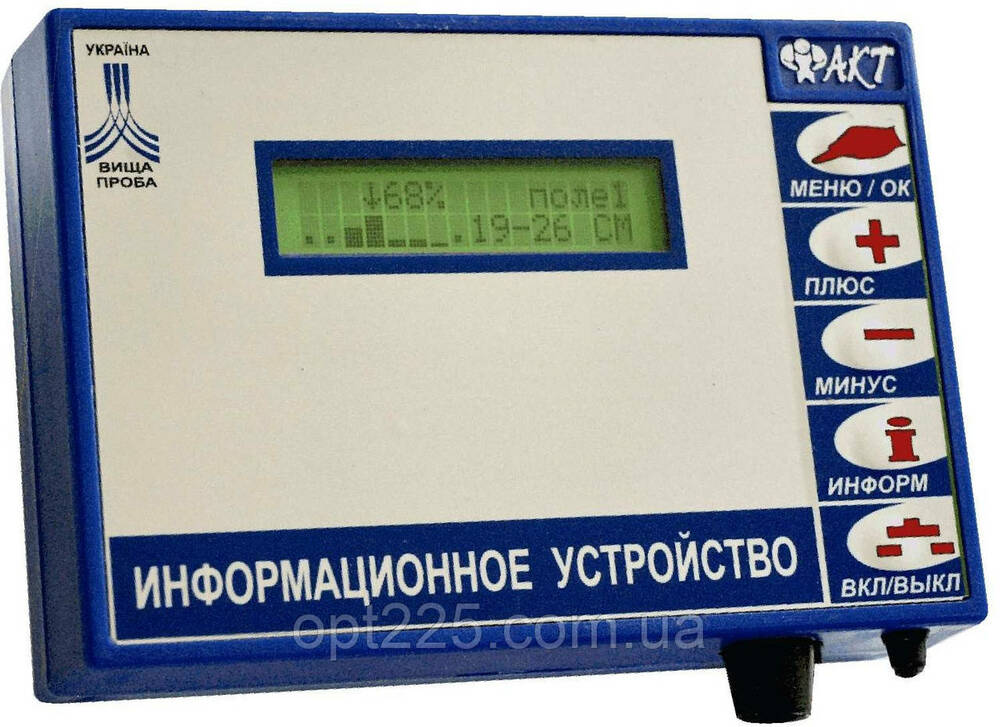 УКРАЇНА
ВИЩА
ПРОБА
ФАКТ
↓68% поле1
19-26 СМ
МЕНЮ / ОК
ПЛЮС
МИНУС
ИНФОРМ
ВКЛ/ВЫКЛ
ИНФОРМАЦИОННОЕ УСТРОЙСТВО
opt225.com.ua